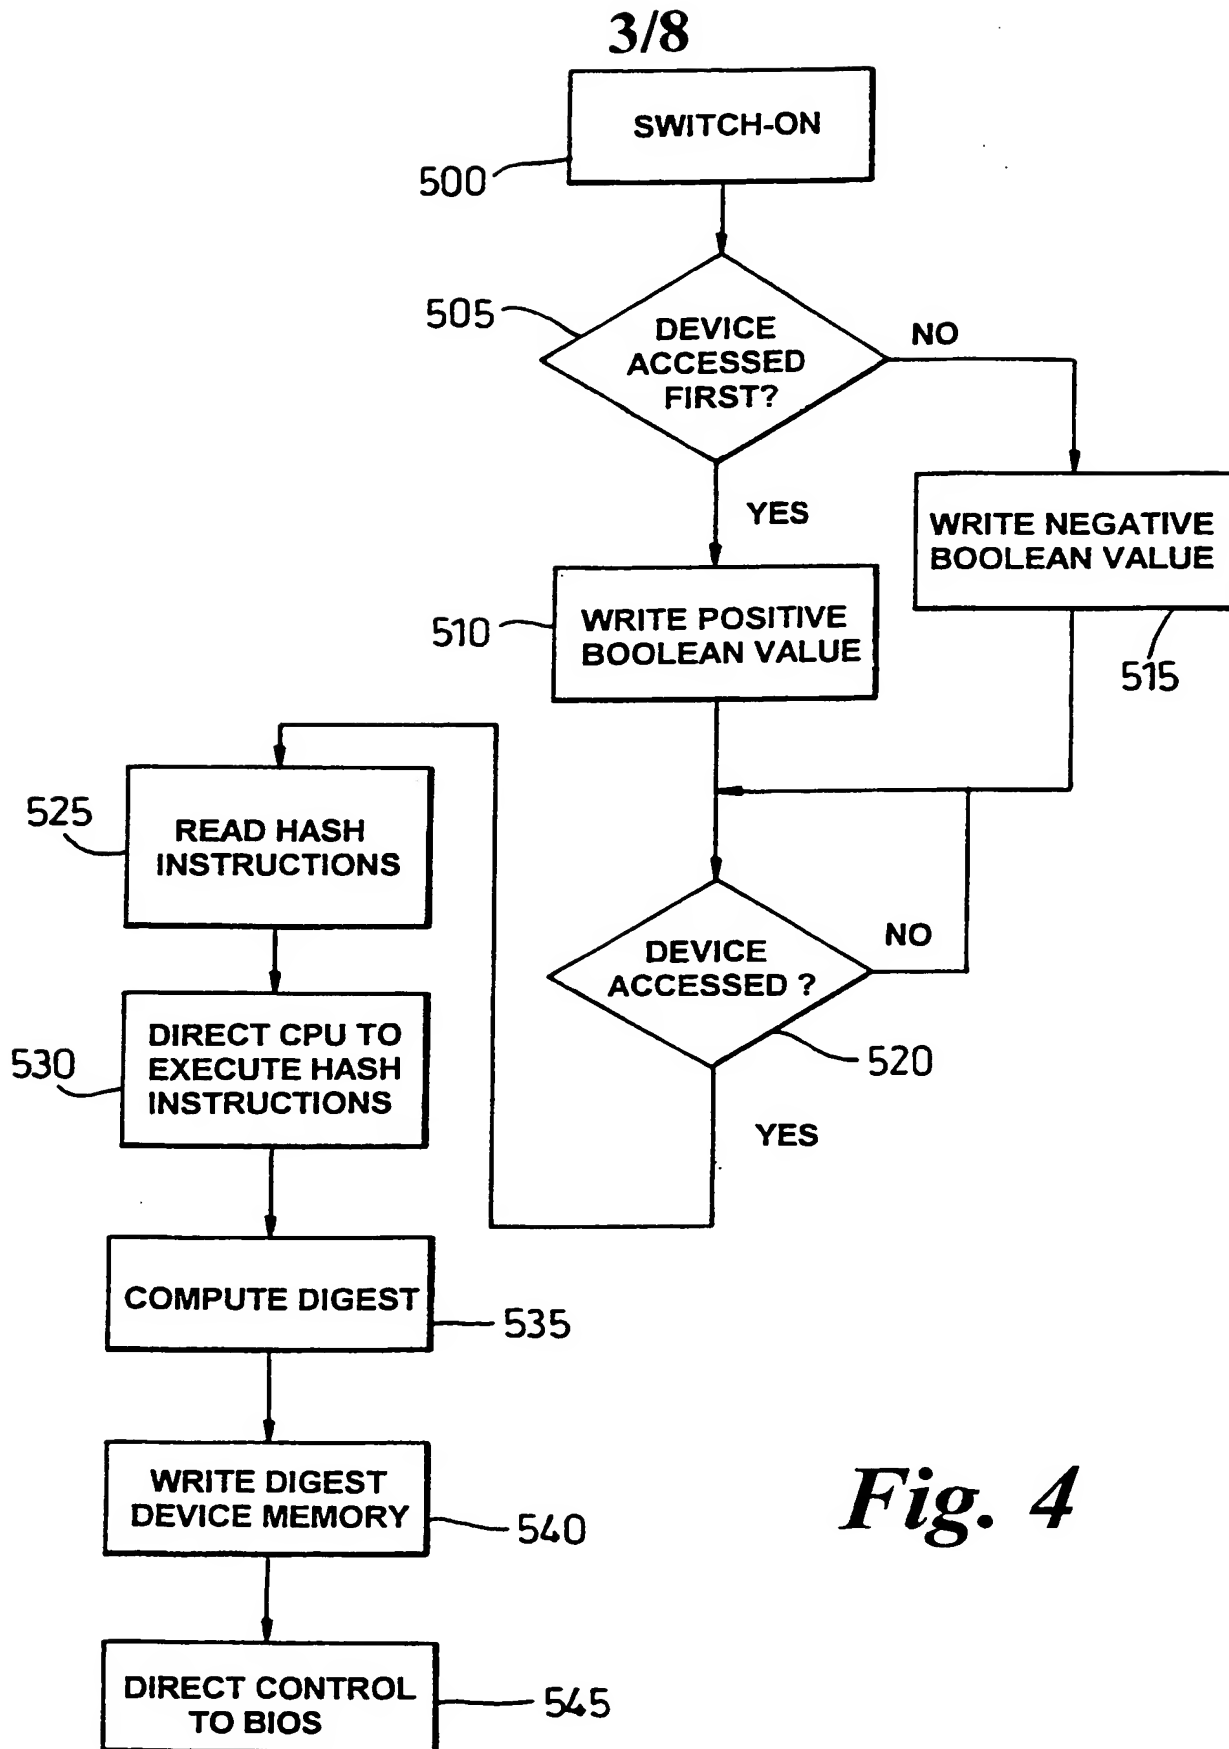 3/8
SWITCH-ON
500
505
DEVICE
ACCESSED
FIRST?
NO
YES
WRITE NEGATIVE
BOOLEAN VALUE
515
510
WRITE POSITIVE
BOOLEAN VALUE
525
READ HASH
INSTRUCTIONS
DEVICE
ACCESSED ?
NO
520
YES
530
DIRECT CPU TO
EXECUTE HASH
INSTRUCTIONS
COMPUTE DIGEST
535
WRITE DIGEST
DEVICE MEMORY
540
DIRECT CONTROL
TO BIOS
545
Fig. 4